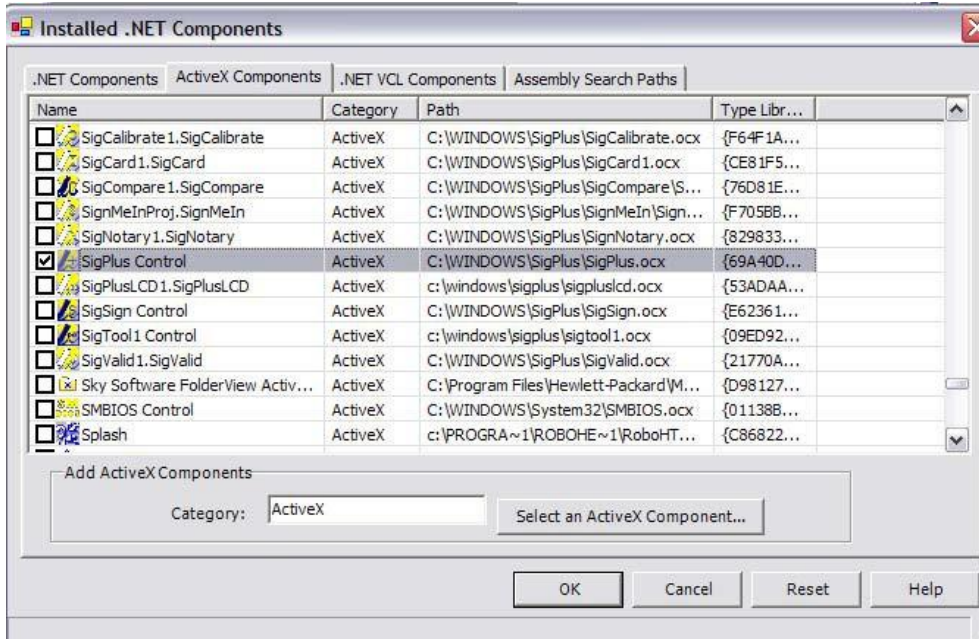 Installed .NET Components
.NET Components ActiveX Components .NET VCL Components Assembly Search Paths
Name Category Path Type Libr...
SigCalibrate1.SigCalibrate ActiveX C:\WINDOWS\SigPlus\SigCalibrate.ocx {F64F1A...
SigCard1.SigCard ActiveX C:\WINDOWS\SigPlus\SigCard1.ocx {CE81F5...
SigCompare1.SigCompare ActiveX C:\WINDOWS\SigPlus\SigCompare\S... {76D81E...
SignMeInProj.SignMeIn ActiveX C:\WINDOWS\SigPlus\SignMeIn\Sign... {F705BB...
SigNotary1.SigNotary ActiveX C:\WINDOWS\SigPlus\SignNotary.ocx {829833...
SigPlus Control ActiveX C:\WINDOWS\SigPlus\SigPlus.ocx {69A40D...
SigPlusLCD1.SigPlusLCD ActiveX c:\windows\sigplus\sigpluslcd.ocx {53ADAA...
SigSign Control ActiveX C:\WINDOWS\SigPlus\SigSign.ocx {E62361...
SigTool1 Control ActiveX c:\windows\sigplus\sigtool1.ocx {09ED92...
SigValid1.SigValid ActiveX C:\WINDOWS\SigPlus\SigValid.ocx {21770A...
Sky Software FolderView Activ... ActiveX C:\Program Files\Hewlett-Packard\M... {D98127...
SMBIOS Control ActiveX C:\WINDOWS\System32\SMBIOS.ocx {01138B...
Splash ActiveX c:\PROGRA~1\ROBOHE~1\RoboHT... {C86822...
Add ActiveX Components
Category: ActiveX Select an ActiveX Component...
OK Cancel Reset Help